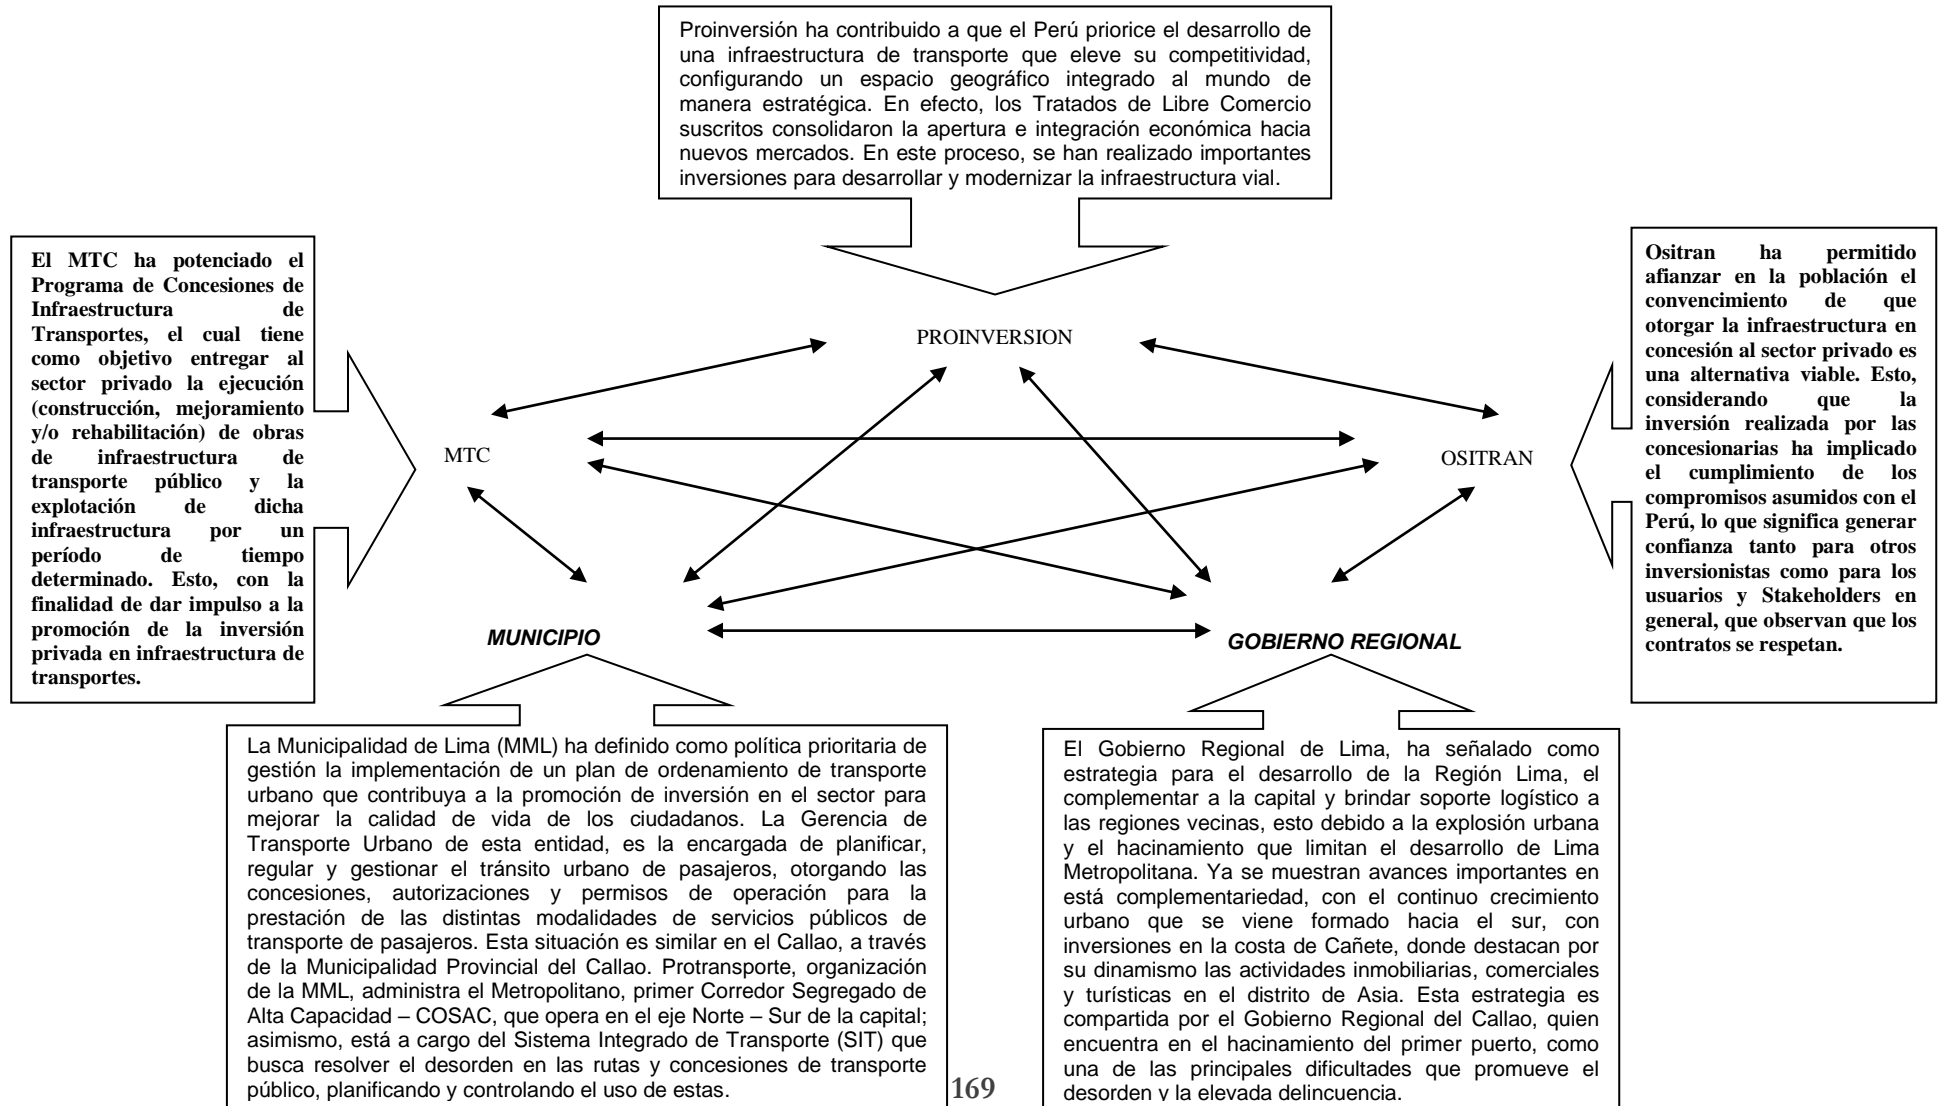 Proinversión ha contribuido a que el Perú priorice el desarrollo de
una infraestructura de transporte que eleve su competitividad,
configurando un espacio geográfico integrado al mundo de
manera estratégica. En efecto, los Tratados de Libre Comercio
suscritos consolidaron la apertura e integración económica hacia
nuevos mercados. En este proceso, se han realizado importantes
inversiones para desarrollar y modernizar la infraestructura vial.
El MTC ha potenciado el
Programa de Concesiones de
Infraestructura de
Transportes, el cual tiene
como objetivo entregar al
sector privado la ejecución
(construcción, mejoramiento
y/o rehabilitación) de obras
de infraestructura de
transporte público y la
explotación de dicha
infraestructura por un
período de tiempo
determinado. Esto, con la
finalidad de dar impulso a la
promoción de la inversión
privada en infraestructura de
transportes.
Ositran ha permitido
afianzar en la población el
convencimiento de que
otorgar la infraestructura en
concesión al sector privado es
una alternativa viable. Esto,
considerando que la
inversión realizada por las
concesionarias ha implicado
el cumplimiento de los
compromisos asumidos con el
Perú, lo que significa generar
confianza tanto para otros
inversionistas como para los
usuarios y Stakeholders en
general, que observan que los
contratos se respetan.
PROINVERSION
MTC
OSITRAN
MUNICIPIO
GOBIERNO REGIONAL
La Municipalidad de Lima (MML) ha definido como política prioritaria de
gestión la implementación de un plan de ordenamiento de transporte
urbano que contribuya a la promoción de inversión en el sector para
mejorar la calidad de vida de los ciudadanos. La Gerencia de
Transporte Urbano de esta entidad, es la encargada de planificar,
regular y gestionar el tránsito urbano de pasajeros, otorgando las
concesiones, autorizaciones y permisos de operación para la
prestación de las distintas modalidades de servicios públicos de
transporte de pasajeros. Esta situación es similar en el Callao, a través
de la Municipalidad Provincial del Callao. Protransporte, organización
de la MML, administra el Metropolitano, primer Corredor Segregado de
Alta Capacidad – COSAC, que opera en el eje Norte – Sur de la capital;
asimismo, está a cargo del Sistema Integrado de Transporte (SIT) que
busca resolver el desorden en las rutas y concesiones de transporte
público, planificando y controlando el uso de estas.
El Gobierno Regional de Lima, ha señalado como
estrategia para el desarrollo de la Región Lima, el
complementar a la capital y brindar soporte logístico a
las regiones vecinas, esto debido a la explosión urbana
y el hacinamiento que limitan el desarrollo de Lima
Metropolitana. Ya se muestran avances importantes en
está complementariedad, con el continuo crecimiento
urbano que se viene formado hacia el sur, con
inversiones en la costa de Cañete, donde destacan por
su dinamismo las actividades inmobiliarias, comerciales
y turísticas en el distrito de Asia. Esta estrategia es
compartida por el Gobierno Regional del Callao, quien
encuentra en el hacinamiento del primer puerto, como
una de las principales dificultades que promueve el
desorden y la elevada delincuencia.
169